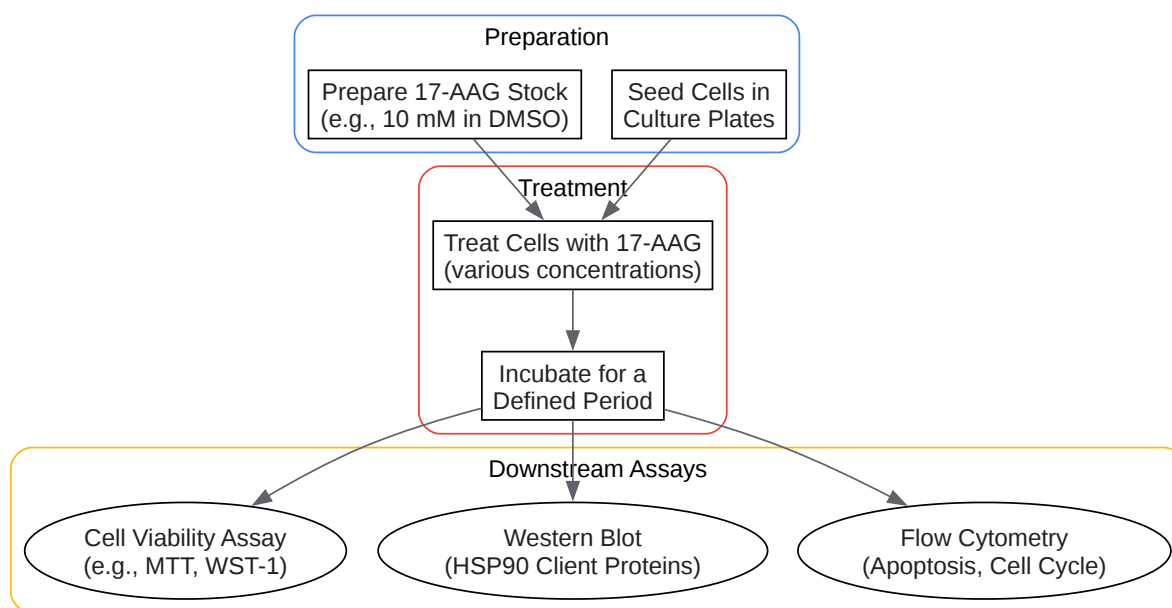 Preparation
Prepare 17-AAG Stock
(e.g., 10 mM in DMSO)
Seed Cells in
Culture Plates
Treatment
Treat Cells with 17-AAG
(various concentrations)
Incubate for a
Defined Period
Downstream Assays
Cell Viability Assay
(e.g., MTT, WST-1)
Western Blot
(HSP90 Client Proteins)
Flow Cytometry
(Apoptosis, Cell Cycle)